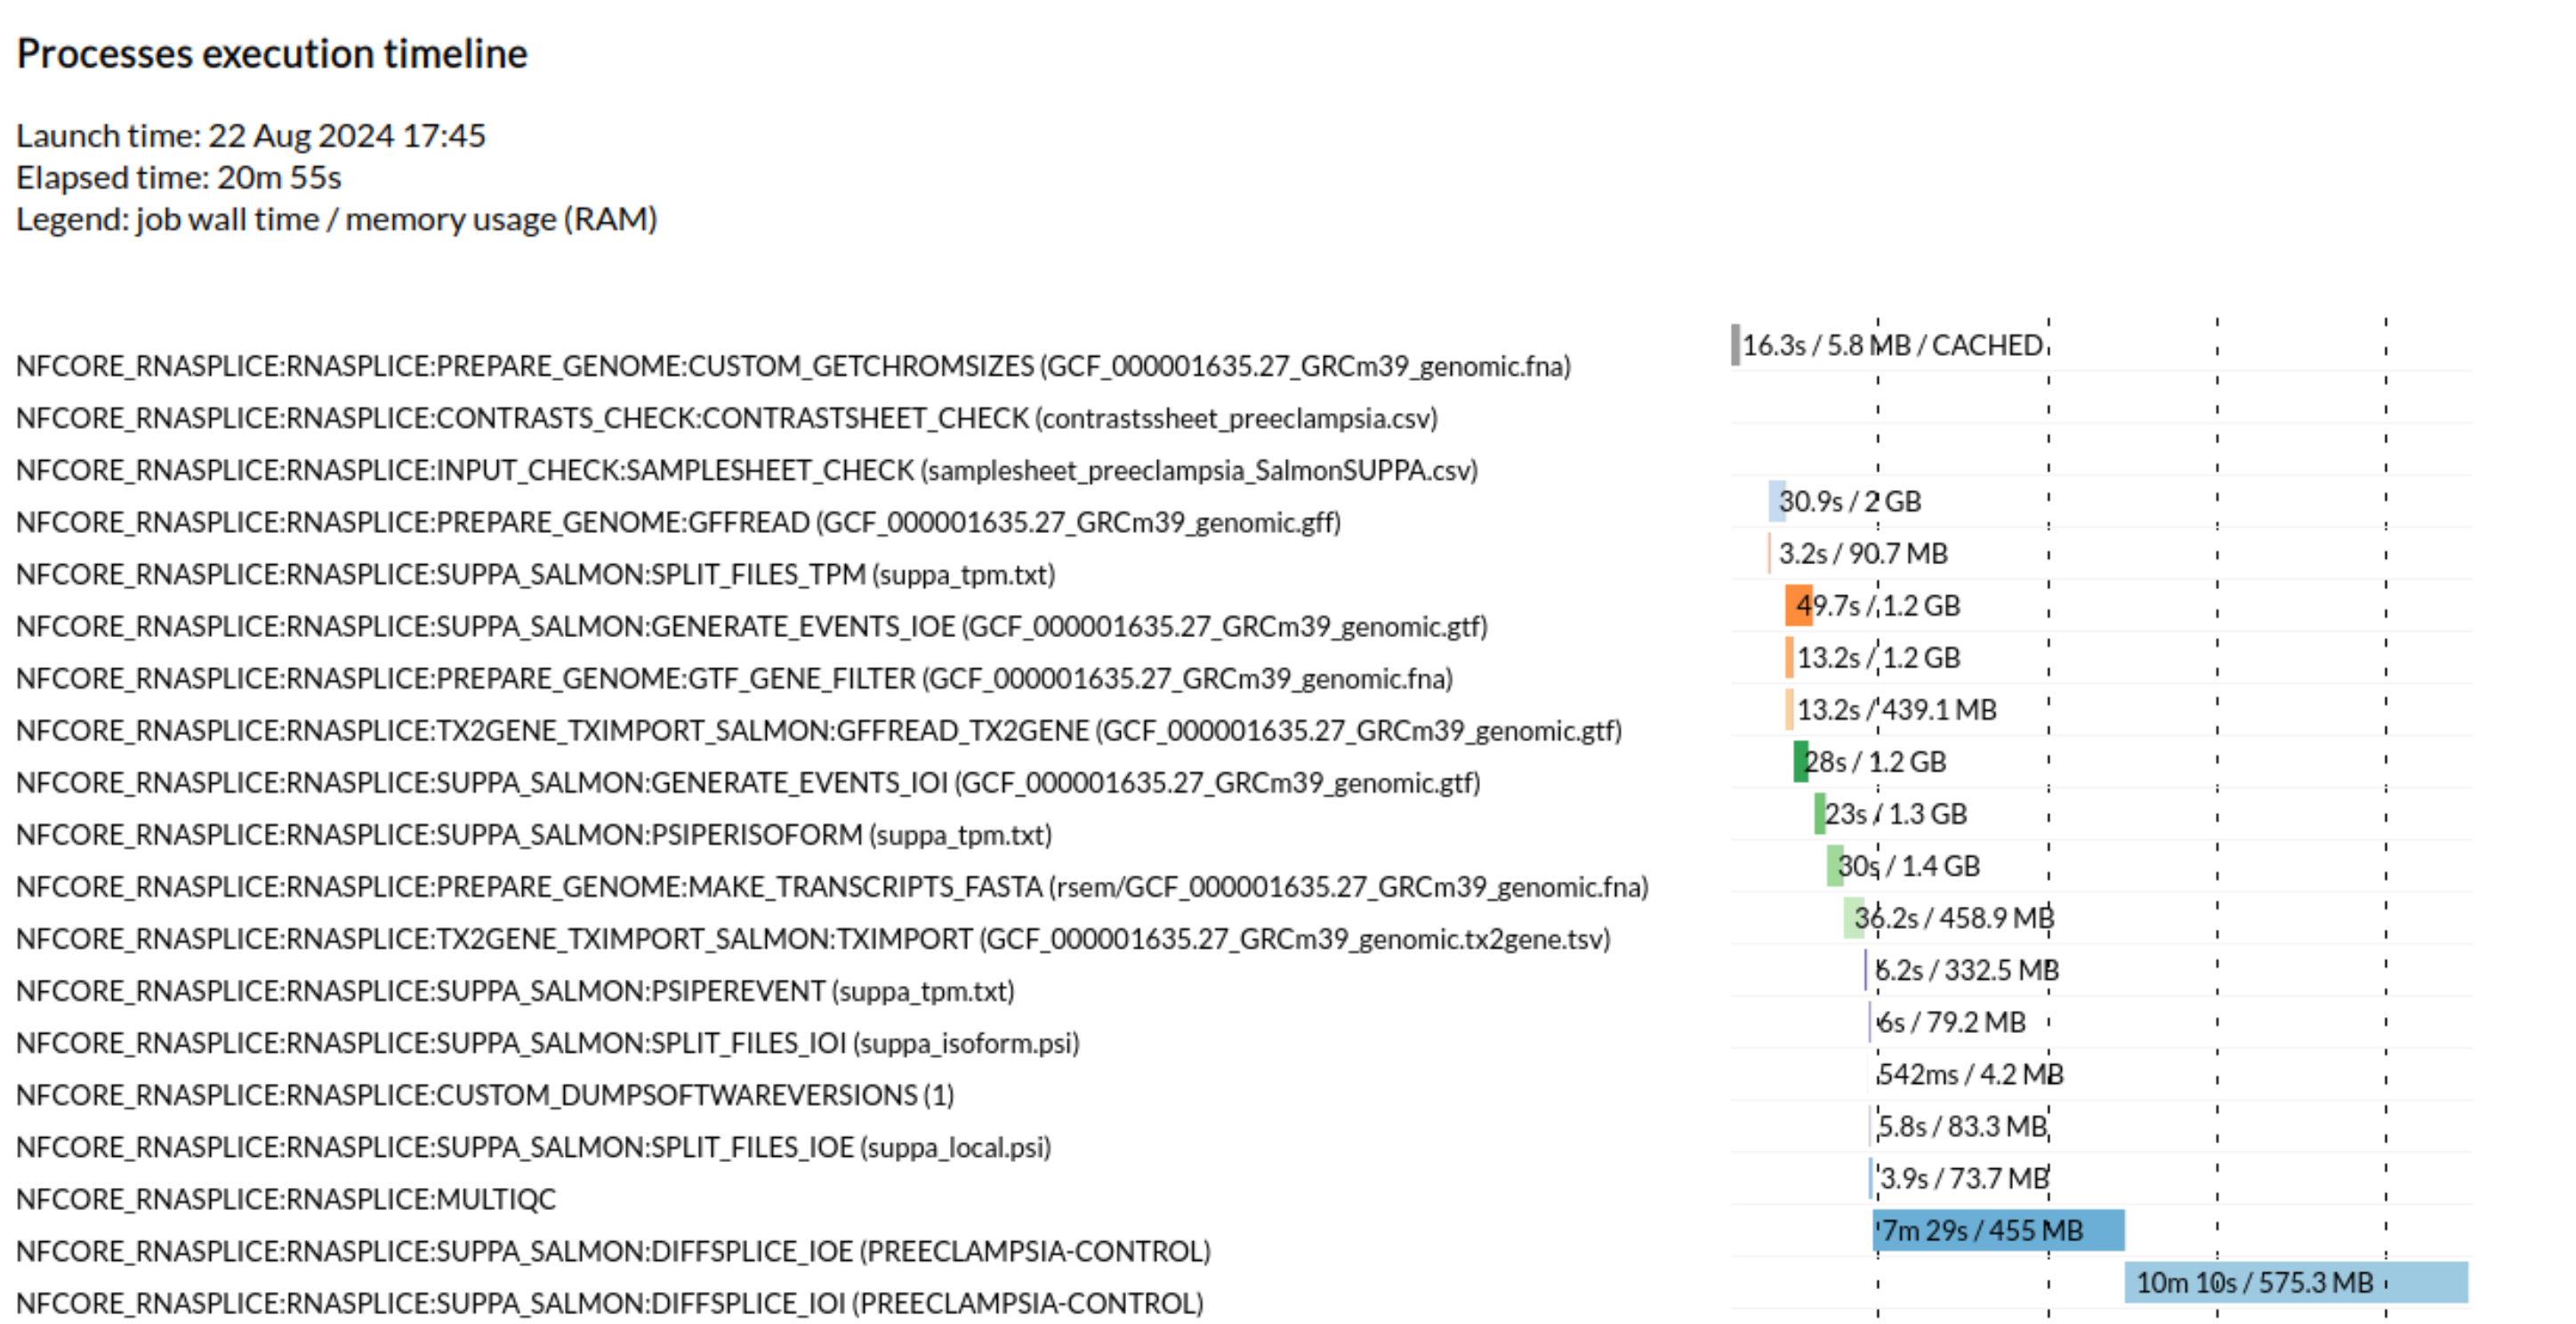 Processes execution timeline
Launch time: 22 Aug 2024 17:45
Elapsed time: 20m 55s
Legend: job wall time / memory usage (RAM)
NFCORE_RNASPLICE:RNASPLICE:PREPARE_GENOME:CUSTOM_GETCHROMSIZES (GCF_000001635.27_GRCm39_genomic.fna) 16.3s / 5.8 MB / CACHED
NFCORE_RNASPLICE:RNASPLICE:CONTRASTS_CHECK:CONTRASTSHEET_CHECK (contrastssheet_preeclampsia.csv)
NFCORE_RNASPLICE:RNASPLICE:INPUT_CHECK:SAMPLESHEET_CHECK (samplesheet_preeclampsia_SalmonSUPPA.csv)
NFCORE_RNASPLICE:RNASPLICE:PREPARE_GENOME:GFFREAD (GCF_000001635.27_GRCm39_genomic.gff) 30.9s / 2 GB
NFCORE_RNASPLICE:RNASPLICE:SUPPA_SALMON:SPLIT_FILES_TPM (suppa_tpm.txt) 3.2s / 90.7 MB
NFCORE_RNASPLICE:RNASPLICE:SUPPA_SALMON:GENERATE_EVENTS_IOE (GCF_000001635.27_GRCm39_genomic.gtf) 49.7s / 1.2 GB
NFCORE_RNASPLICE:RNASPLICE:PREPARE_GENOME:GTF_GENE_FILTER (GCF_000001635.27_GRCm39_genomic.fna) 13.2s / 1.2 GB
NFCORE_RNASPLICE:RNASPLICE:TX2GENE_TXIMPORT_SALMON:GFFREAD_TX2GENE (GCF_000001635.27_GRCm39_genomic.gtf) 13.2s / 439.1 MB
NFCORE_RNASPLICE:RNASPLICE:SUPPA_SALMON:GENERATE_EVENTS_IOI (GCF_000001635.27_GRCm39_genomic.gtf) 28s / 1.2 GB
NFCORE_RNASPLICE:RNASPLICE:SUPPA_SALMON:PSIPERISOFORM (suppa_tpm.txt) 23s / 1.3 GB
NFCORE_RNASPLICE:RNASPLICE:PREPARE_GENOME:MAKE_TRANSCRIPTS_FASTA (rsem/GCF_000001635.27_GRCm39_genomic.fna) 30s / 1.4 GB
NFCORE_RNASPLICE:RNASPLICE:TX2GENE_TXIMPORT_SALMON:TXIMPORT (GCF_000001635.27_GRCm39_genomic.tx2gene.tsv) 36.2s / 458.9 MB
NFCORE_RNASPLICE:RNASPLICE:SUPPA_SALMON:PSIPEREVENT (suppa_tpm.txt) 6.2s / 332.5 MB
NFCORE_RNASPLICE:RNASPLICE:SUPPA_SALMON:SPLIT_FILES_IOI (suppa_isoform.psi) 6s / 79.2 MB
NFCORE_RNASPLICE:RNASPLICE:CUSTOM_DUMPSOFTWAREVERSIONS (1) 542ms / 4.2 MB
NFCORE_RNASPLICE:RNASPLICE:SUPPA_SALMON:SPLIT_FILES_IOE (suppa_local.psi) 5.8s / 83.3 MB
NFCORE_RNASPLICE:RNASPLICE:MULTIQC 3.9s / 73.7 MB
NFCORE_RNASPLICE:RNASPLICE:SUPPA_SALMON:DIFFSPLICE_IOE (PREECLAMPSIA-CONTROL) 7m 29s / 455 MB
NFCORE_RNASPLICE:RNASPLICE:SUPPA_SALMON:DIFFSPLICE_IOI (PREECLAMPSIA-CONTROL) 10m 10s / 575.3 MB